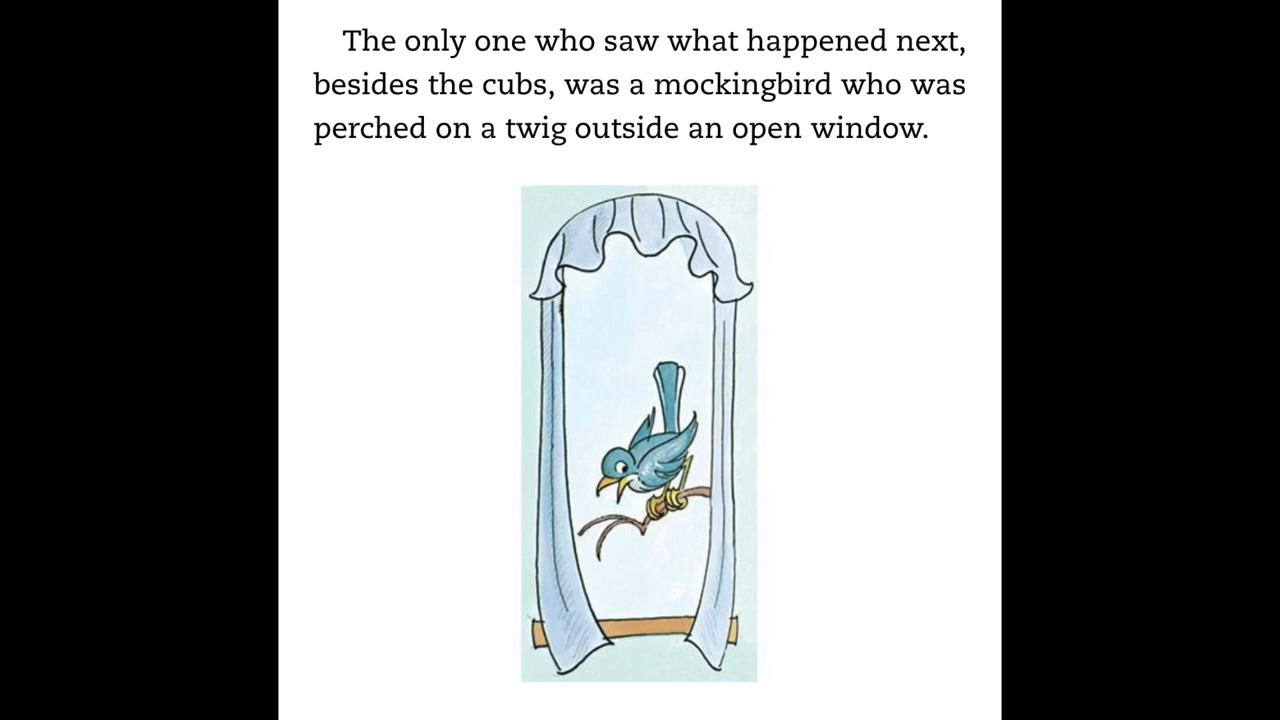 The only one who saw what happened next,
besides the cubs, was a mockingbird who was
perched on a twig outside an open window.